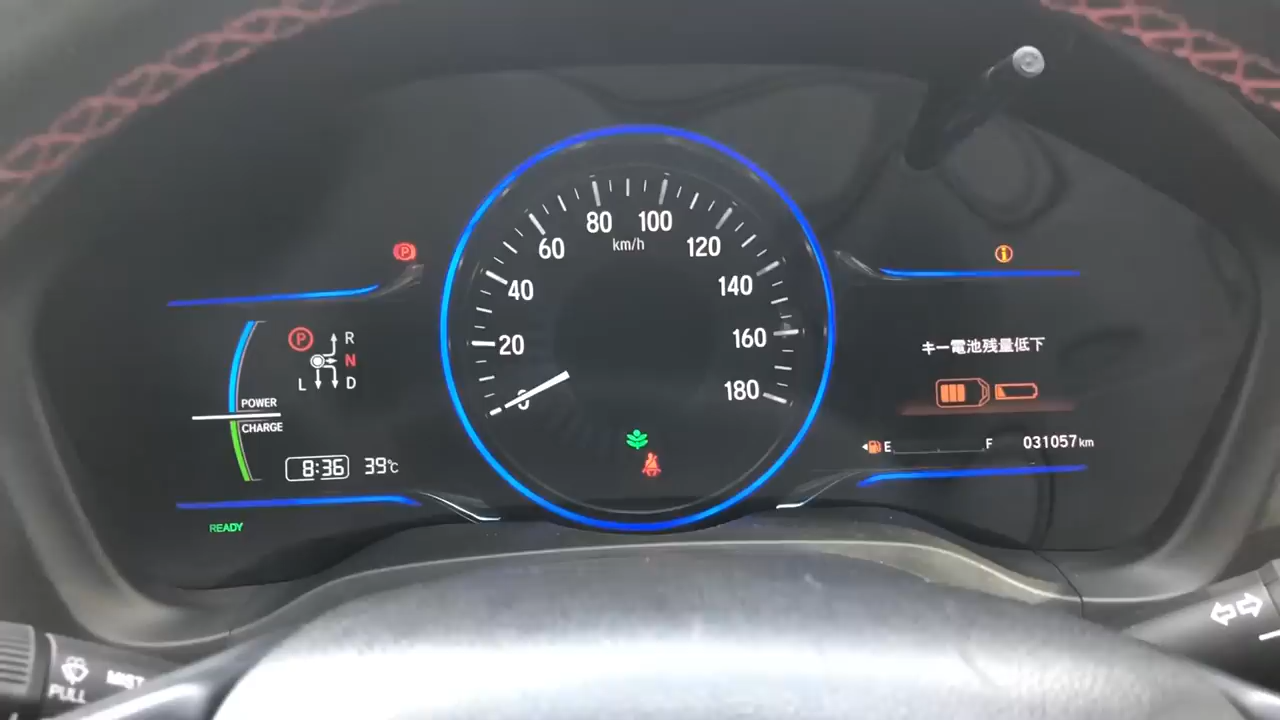 80 100
60 km/h 120
40 140
20 160
0 180
P
P R
N
L D
POWER
CHARGE
8:36 39℃
READY
i
キー電池残量低下
E F 031057km
PULL MIST